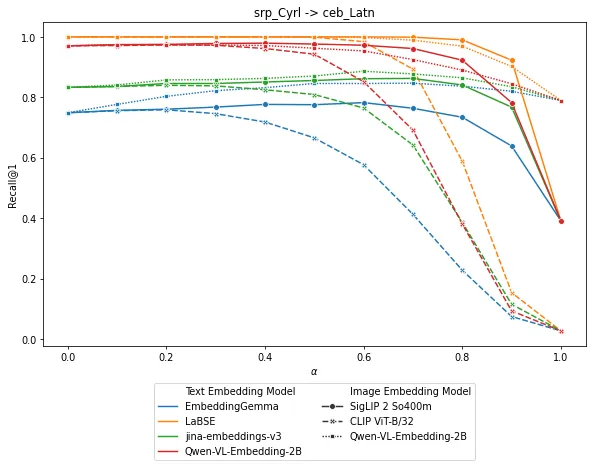 srp_Cyrl -> ceb_Latn
Recall@1
1.0
0.8
0.6
0.4
0.2
0.0
0.0 0.2 0.4 0.6 0.8 1.0
α
Text Embedding Model Image Embedding Model
EmbeddingGemma SigLIP 2 So400m
LaBSE CLIP ViT-B/32
jina-embeddings-v3 Qwen-VL-Embedding-2B
Qwen-VL-Embedding-2B